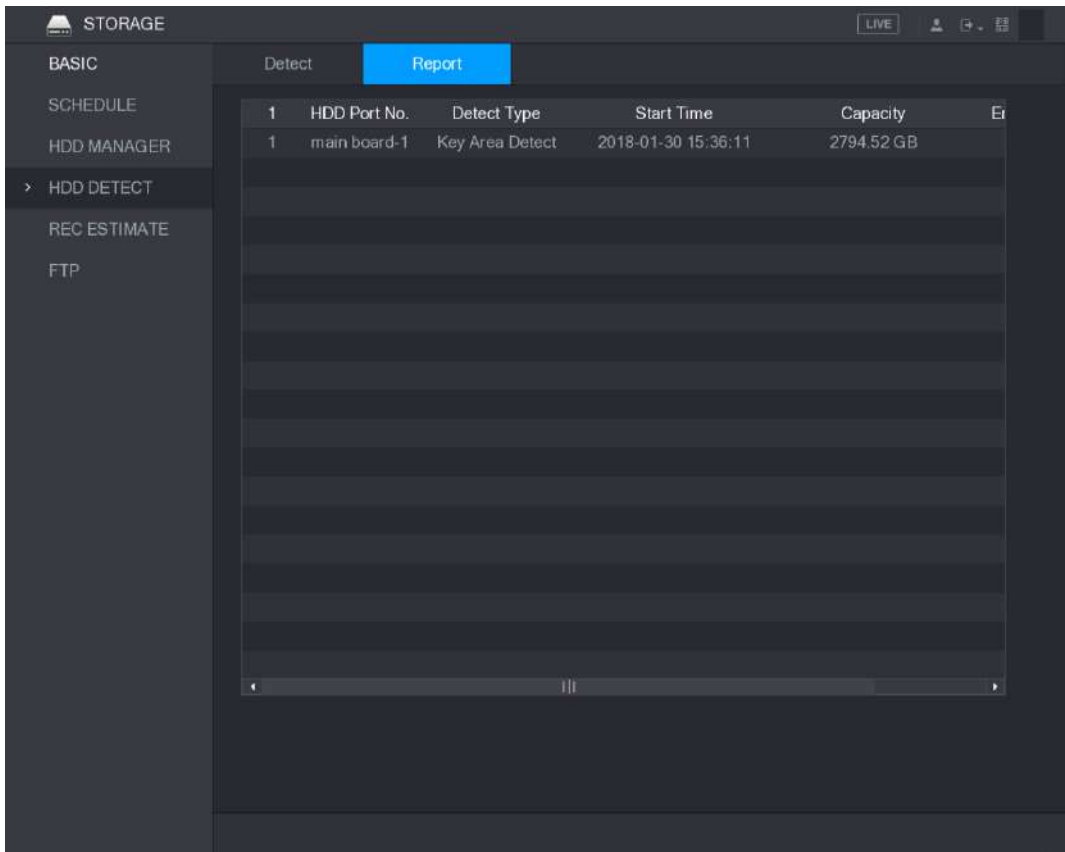 STORAGE LIVE
BASIC Detect Report
SCHEDULE
1 HDD Port No. Detect Type Start Time Capacity Er
HDD MANAGER
1 main board-1 Key Area Detect 2018-01-30 15:36:11 2794.52 GB
> HDD DETECT
REC ESTIMATE
FTP